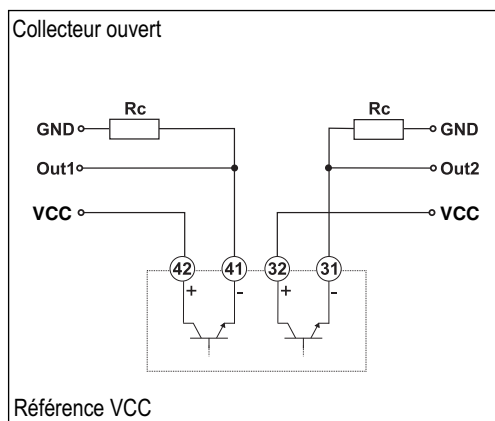 Collecteur ouvert
Rc Rc
GND GND
Out1 Out2
VCC VCC
42 41 32 31
+ - + -
Référence VCC